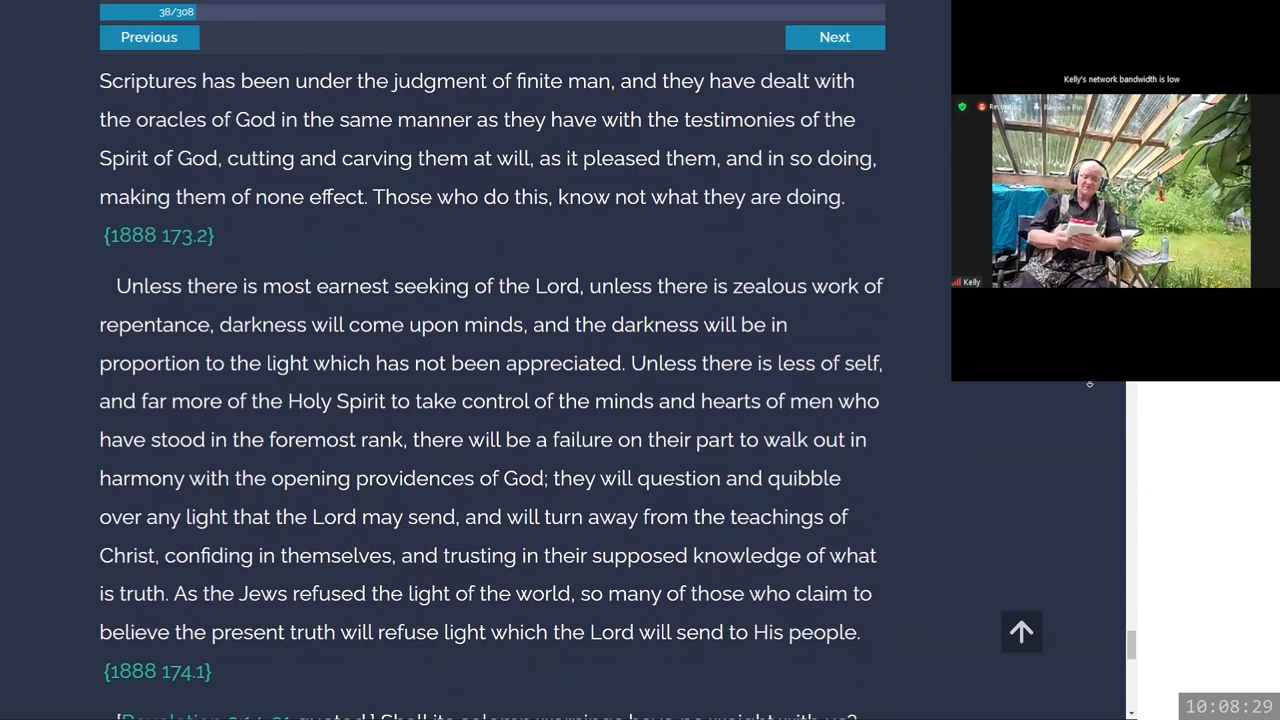 38/308
Previous
Next
Scriptures has been under the judgment of finite man, and they have dealt with
the oracles of God in the same manner as they have with the testimonies of the
Spirit of God, cutting and carving them at will, as it pleased them, and in so doing,
making them of none effect. Those who do this, know not what they are doing.
{1888 173.2}
Unless there is most earnest seeking of the Lord, unless there is zealous work of
repentance, darkness will come upon minds, and the darkness will be in
proportion to the light which has not been appreciated. Unless there is less of self,
and far more of the Holy Spirit to take control of the minds and hearts of men who
have stood in the foremost rank, there will be a failure on their part to walk out in
harmony with the opening providences of God; they will question and quibble
over any light that the Lord may send, and will turn away from the teachings of
Christ, confiding in themselves, and trusting in their supposed knowledge of what
is truth. As the Jews refused the light of the world, so many of those who claim to
believe the present truth will refuse light which the Lord will send to His people.
{1888 174.1}
quoted.] Shall its solemn warnings have no weight with us?
Kelly's network bandwidth is low
Remove Pin
Kelly
10:08:29